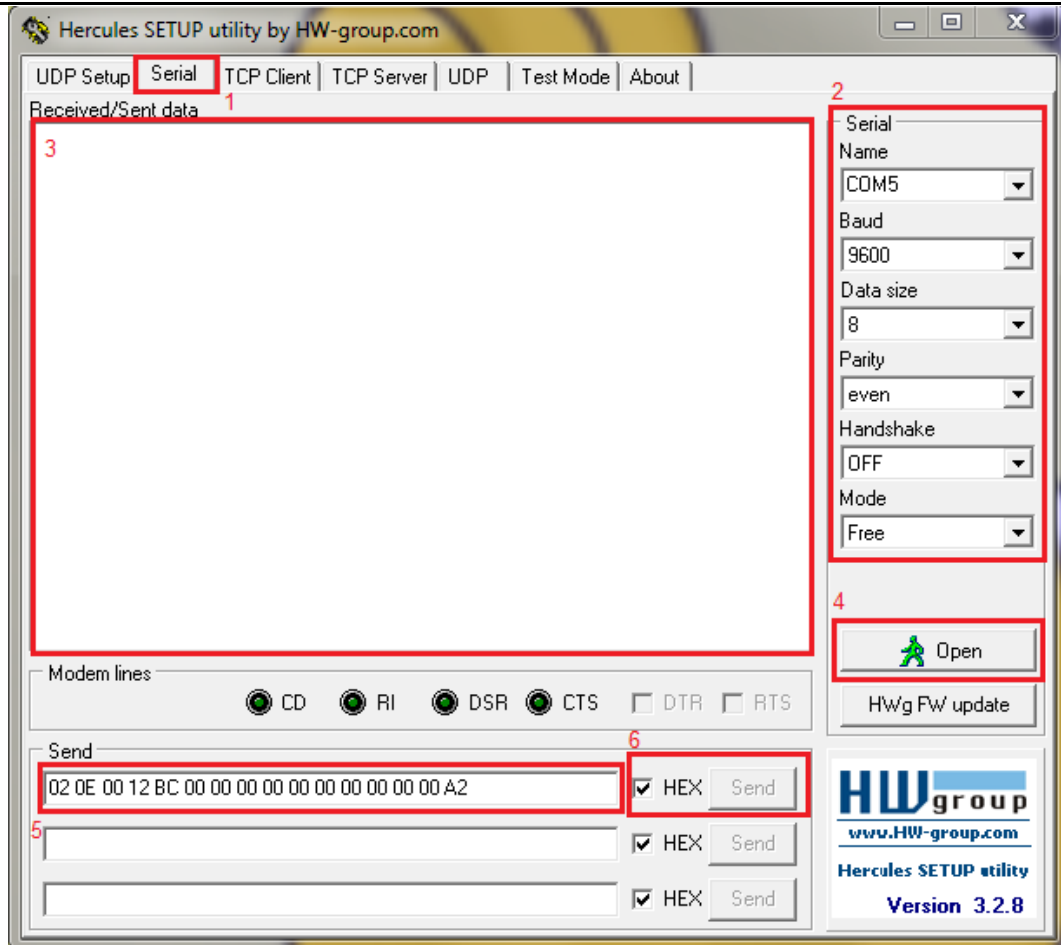 Hercules SETUP utility by HW-group.com
UDP Setup Serial TCP Client TCP Server UDP Test Mode About
1
2
Received/Sent data
3
Serial
Name
COM5
Baud
9600
Data size
8
Parity
even
Handshake
OFF
Mode
Free
4
Open
HWg FW update
Modem lines
CD RI DSR CTS DTR RTS
Send
6
02 0E 00 12 BC 00 00 00 00 00 00 00 00 00 00 A2 HEX Send
5
HEX Send
HEX Send
HW group
www.HW-group.com
Hercules SETUP utility
Version 3.2.8